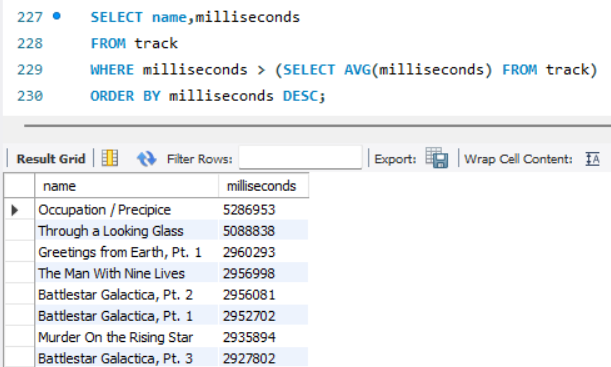 227 SELECT name,milliseconds
228 FROM track
229 WHERE milliseconds > (SELECT AVG(milliseconds) FROM track)
230 ORDER BY milliseconds DESC;
Result Grid Filter Rows: Export: Wrap Cell Content: IA
name milliseconds
Occupation / Precipice 5286953
Through a Looking Glass 5088838
Greetings from Earth, Pt. 1 2960293
The Man With Nine Lives 2956998
Battlestar Galactica, Pt. 2 2956081
Battlestar Galactica, Pt. 1 2952702
Murder On the Rising Star 2935894
Battlestar Galactica, Pt. 3 2927802